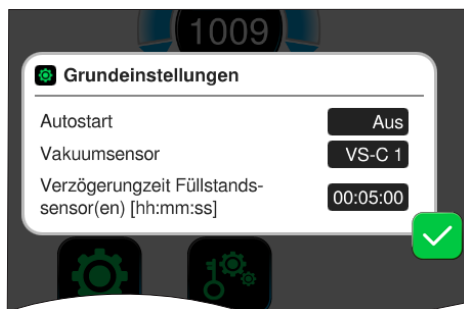 1009
Grundeinstellungen
Autostart Aus
Vakuumsensor VS-C 1
Verzögerungzeit Füllstands-
sensor(en) [hh:mm:ss] 00:05:00